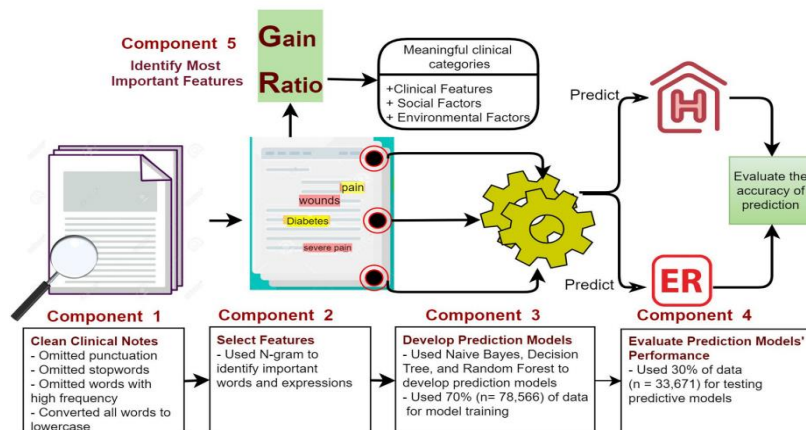 Component 5
Identify Most
Important Features
Gain
Ratio
Meaningful clinical
categories
+Clinical Features
+ Social Factors
+ Environmental Factors
Predict
H
Evaluate the
accuracy of
prediction
pain
wounds
Diabetes
severe pain
Predict
ER
Component 1
Clean Clinical Notes
- Omitted punctuation
- Omitted stopwords
- Omitted words with
high frequency
- Converted all words to
lowercase
Component 2
Select Features
- Used N-gram to
identify important
words and expressions
Component 3
Develop Prediction Models
- Used Naive Bayes, Decision
Tree, and Random Forest to
develop prediction models
- Used 70% (n= 78,566) of data
for model training
Component 4
Evaluate Prediction Models'
Performance
- Used 30% of data
(n = 33,671) for testing
predictive models